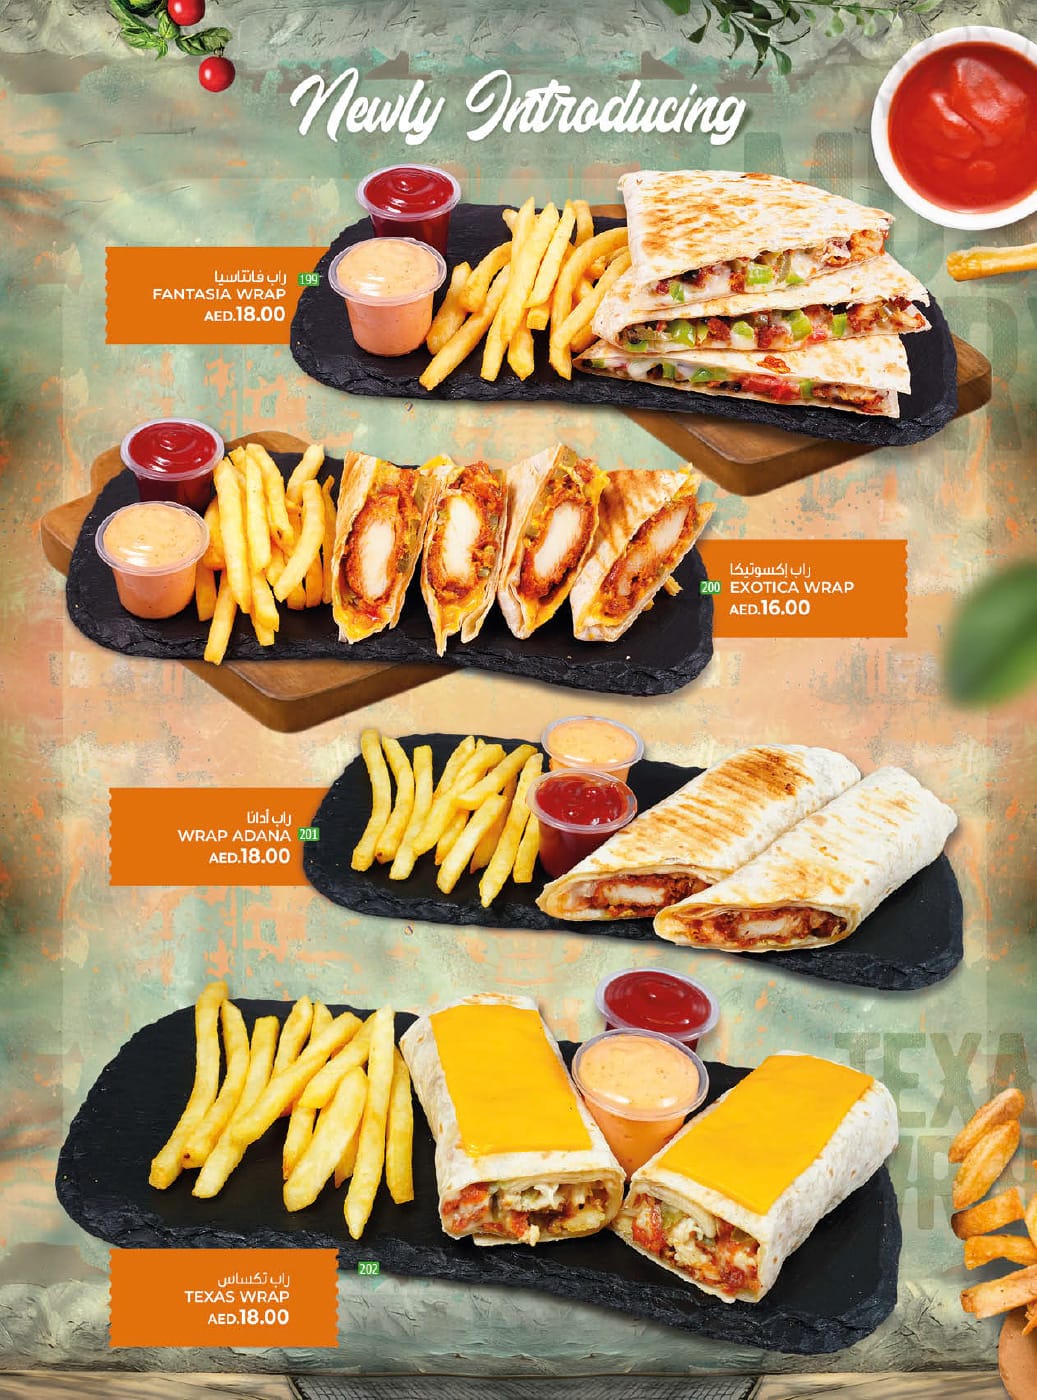 Newly Introducing
راب فانتاسيا
199
FANTASIA WRAP
AED.18.00
راب إكسوتيكا
200
EXOTICA WRAP
AED.16.00
راب أدانا
201
WRAP ADANA
AED.18.00
راب تكساس
202
TEXAS WRAP
AED.18.00